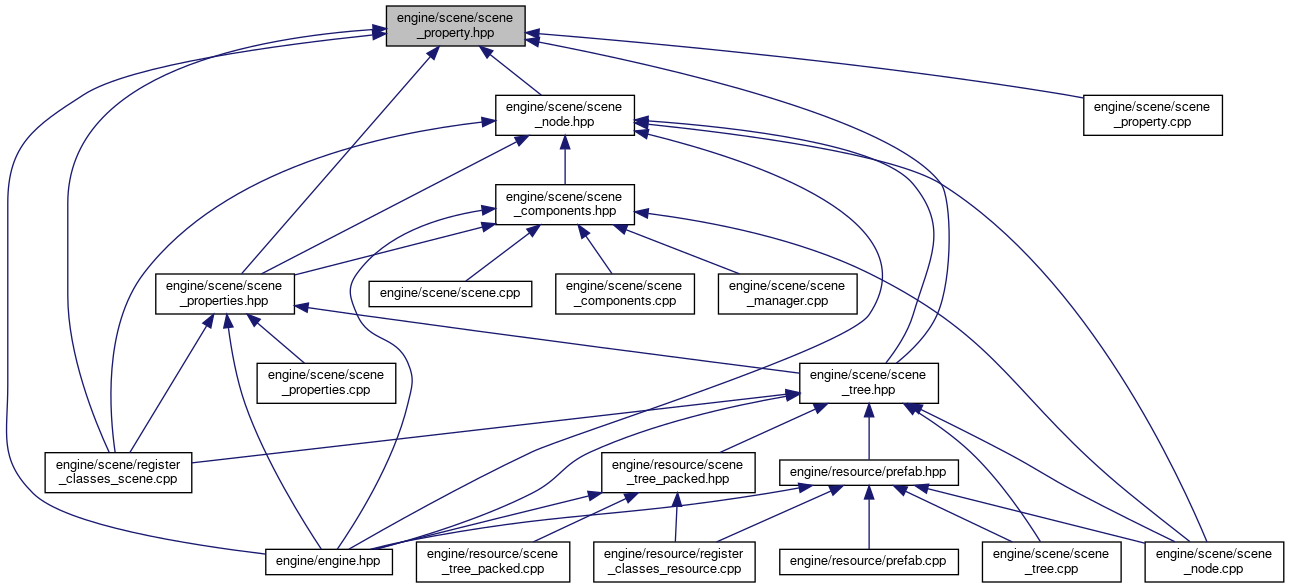 engine/scene/scene
_property.hpp
engine/scene/scene
_node.hpp
engine/scene/scene
_property.cpp
engine/scene/scene
_components.hpp
engine/scene/scene
_properties.hpp
engine/scene/scene.cpp
engine/scene/scene
_components.cpp
engine/scene/scene
_manager.cpp
engine/scene/scene
_properties.cpp
engine/scene/scene
_tree.hpp
engine/scene/register
_classes_scene.cpp
engine/resource/scene
_tree_packed.hpp
engine/resource/prefab.hpp
engine/engine.hpp
engine/resource/scene
_tree_packed.cpp
engine/resource/register
_classes_resource.cpp
engine/resource/prefab.cpp
engine/scene/scene
_tree.cpp
engine/scene/scene
_node.cpp